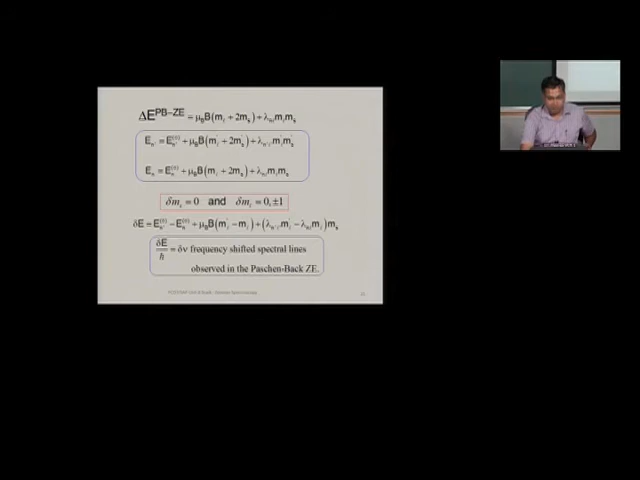 ΔE^{PB−ZE} = μ_B B(m_l + 2m_s) + λ_{nl} m_l m_s
E_{n'} = E_{n'}^{(0)} + μ_B B(m_l' + 2m_s') + λ_{n'l'} m_l' m_s'
E_n = E_n^{(0)} + μ_B B(m_l + 2m_s) + λ_{nl} m_l m_s
δm_s = 0 and δm_l = 0, ±1
δE = E_{n'}^{(0)} − E_n^{(0)} + μ_B B(m_l' − m_l) + (λ_{n'l'} m_l' − λ_{nl} m_l) m_s
δE/ℏ = δν frequency shifted spectral lines
observed in the Paschen-Back ZE.